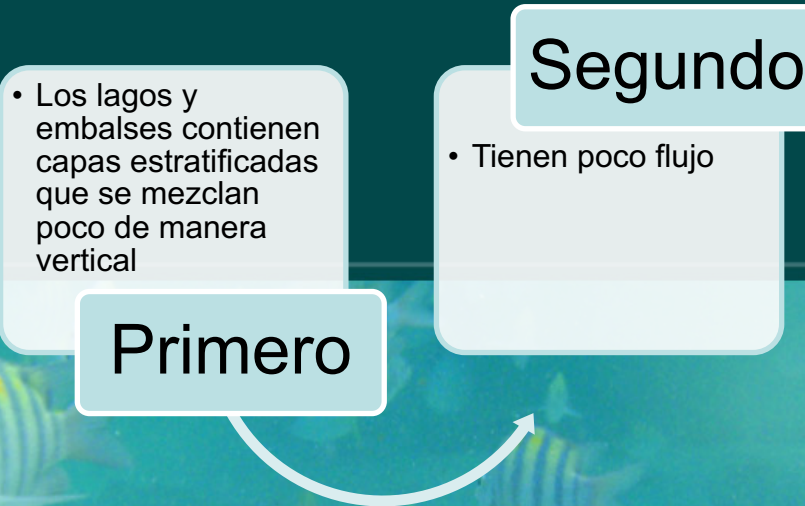 • Los lagos y
embalses contienen
capas estratificadas
que se mezclan
poco de manera
vertical
Primero
Segundo
• Tienen poco flujo